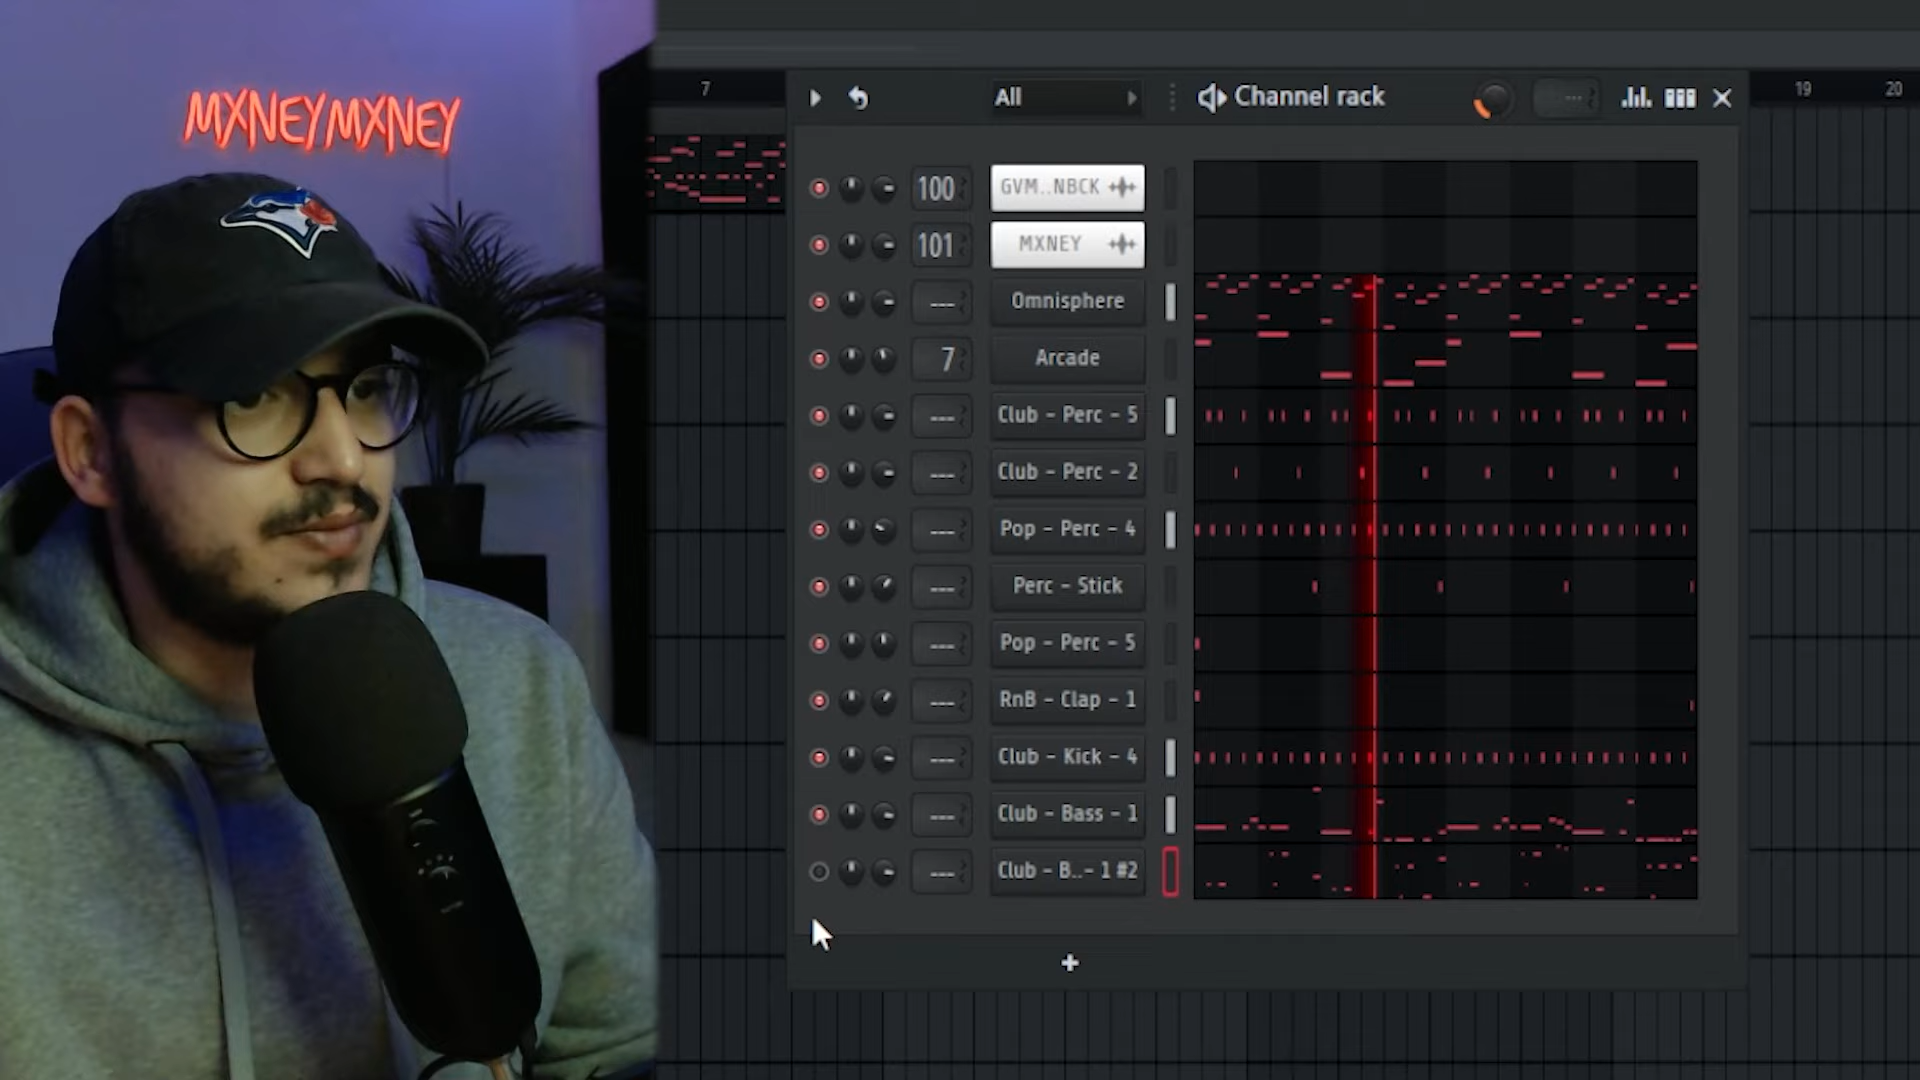 MXNEYMXNEY
7
All
Channel rack
---
19
20
100
GVM..NBCK
101
MXNEY
---
Omnisphere
7
Arcade
---
Club - Perc - 5
---
Club - Perc - 2
---
Pop - Perc - 4
---
Perc - Stick
---
Pop - Perc - 5
---
RnB - Clap - 1
---
Club - Kick - 4
---
Club - Bass - 1
---
Club - B..- 1 #2
+